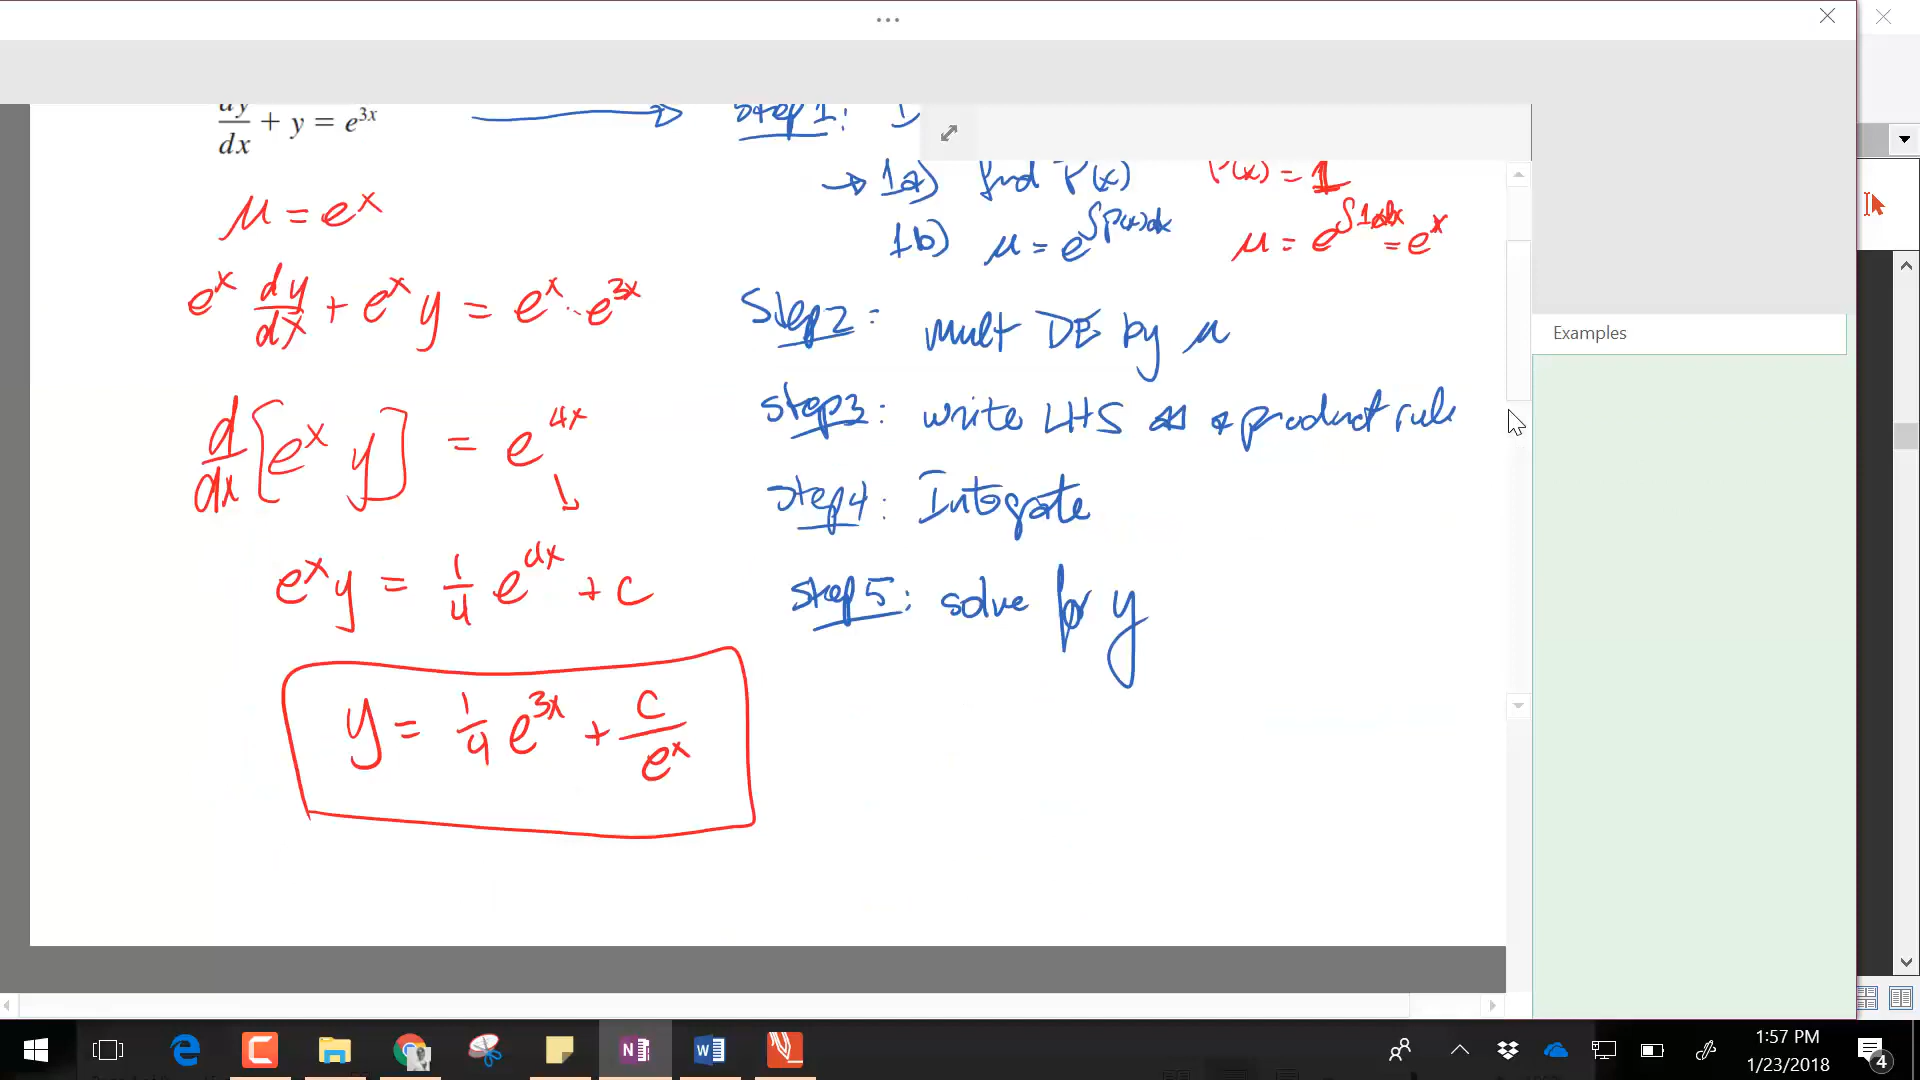 dy/dx + y = e^{3x}
Step 1:
→ 1a) find P(x) P(x) = 1
1b) μ = e^{∫P(x)dx} μ = e^{∫1dx} = e^x
μ = e^x
e^x dy/dx + e^x y = e^x · e^{3x}
d/dx [e^x y] = e^{4x}
e^x y = 1/4 e^{4x} + c
y = 1/4 e^{3x} + c/e^x
Step 2: mult DE by μ
Step 3: write LHS product rule
Step 4: Integrate
Step 5: solve for y
Examples
1:57 PM
1/23/2018
4